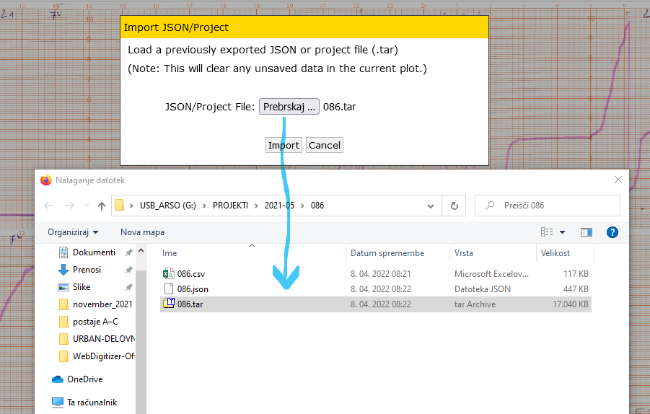 21
7⁰
Import JSON/Project
Load a previously exported JSON or project file (.tar)
(Note: This will clear any unsaved data in the current plot.)
JSON/Project File: Prebrskaj ... 086.tar
Import Cancel
Nalaganje datotek
USB_ARSO (G:) > PROJEKTI > 2021-05 > 086
Preišči 086
Organiziraj Nova mapa
Ime Datum spremembe Vrsta Velikost
Dokumenti
Prenosi
Slike
november_2021
postaje A–C
URBAN-DELOVN
WebDigitizer-Of
OneDrive
Ta računalnik
086.csv 8. 04. 2022 08:21 Microsoft Excelov... 117 KB
086.json 8. 04. 2022 08:22 Datoteka JSON 447 KB
086.tar 8. 04. 2022 08:22 tar Archive 17.040 KB